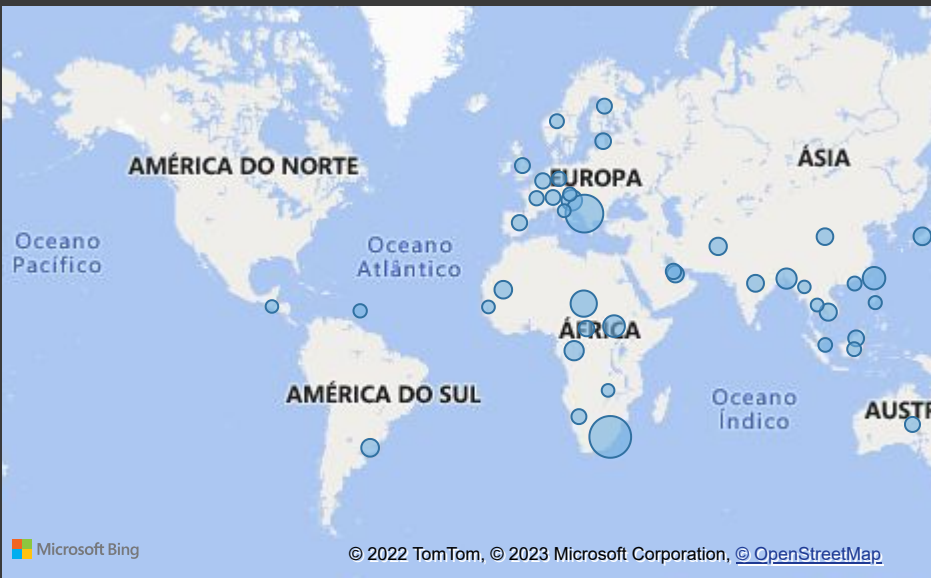 AMÉRICA DO NORTE
EUROPA
ÁSIA
Oceano
Pacífico
Oceano
Atlântico
ÁFRICA
AMÉRICA DO SUL
Oceano
Índico
AUSTR
Microsoft Bing
© 2022 TomTom, © 2023 Microsoft Corporation, © OpenStreetMap